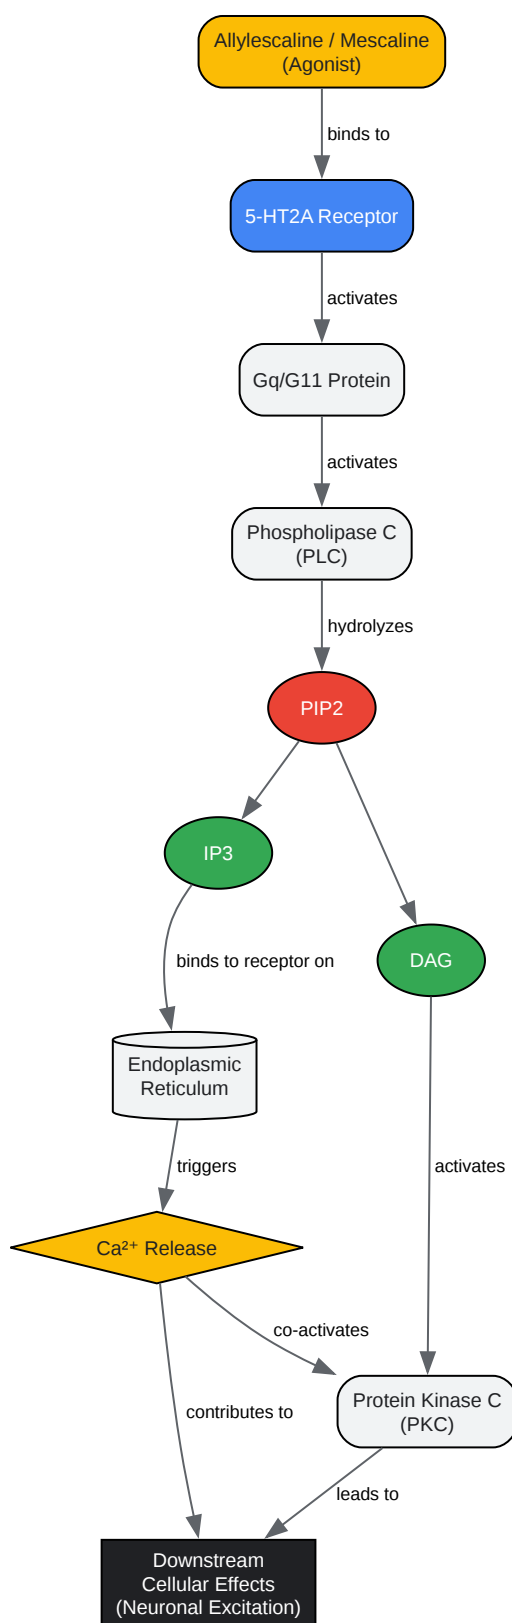 Allylescaline / Mescaline
(Agonist)
binds to
5-HT2A Receptor
activates
Gq/G11 Protein
activates
Phospholipase C
(PLC)
hydrolyzes
PIP2
IP3
binds to receptor on
DAG
Endoplasmic
Reticulum
triggers
activates
Ca²⁺ Release
co-activates
Protein Kinase C
(PKC)
contributes to
leads to
Downstream
Cellular Effects
(Neuronal Excitation)